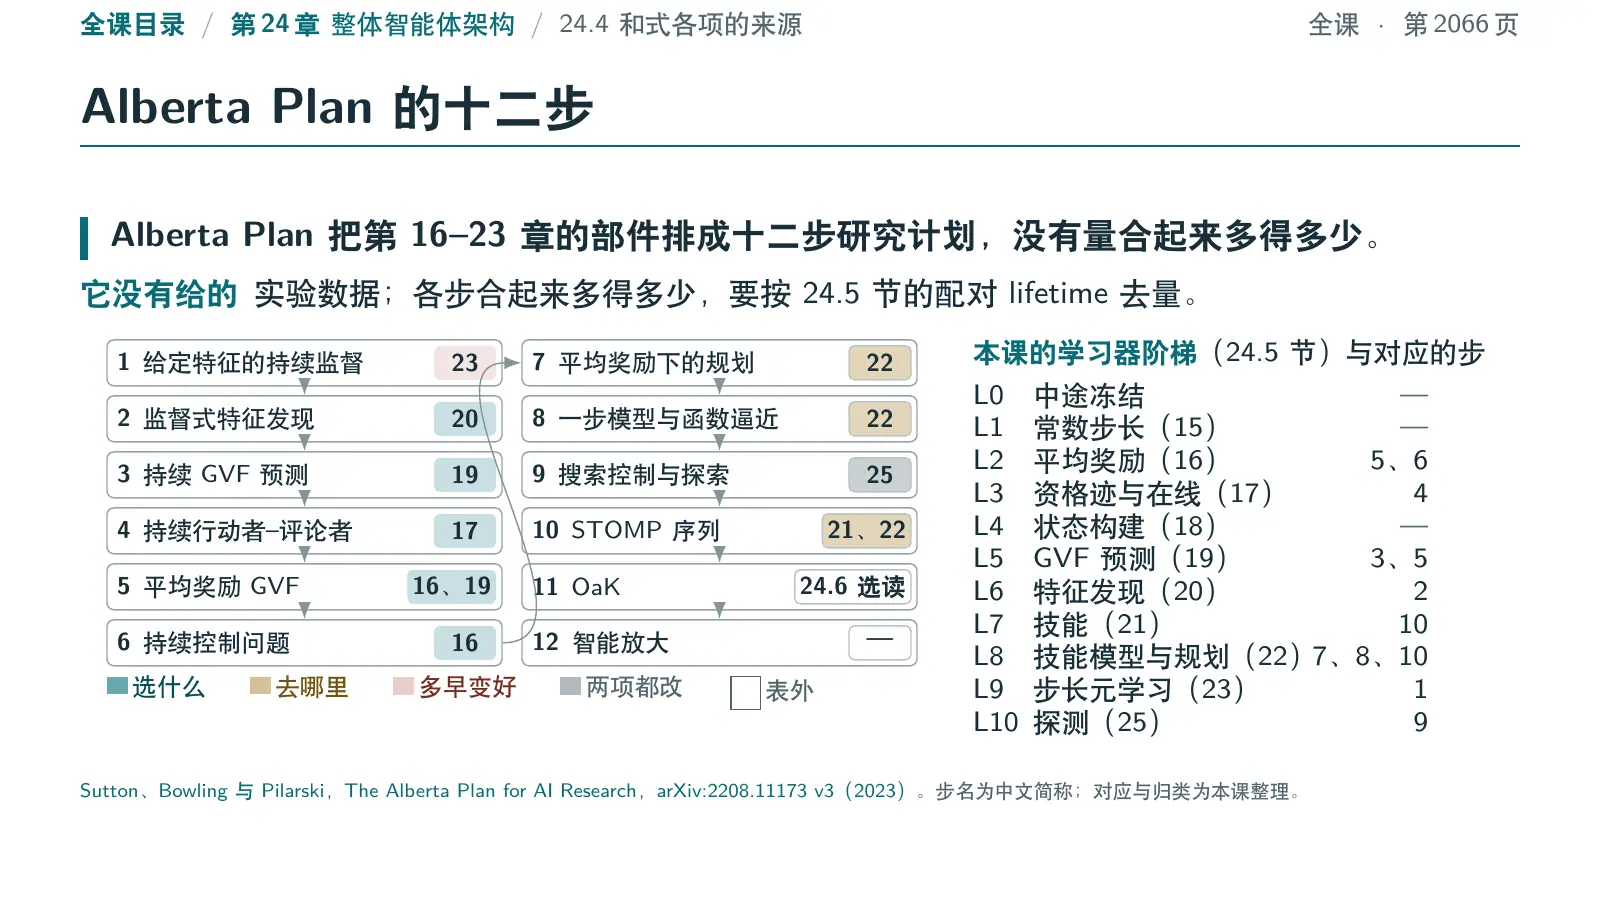 全课目录 / 第 24 章 整体智能体架构 / 24.4 和式各项的来源
全课 · 第 2066 页
Alberta Plan 的十二步
Alberta Plan 把第 16–23 章的部件排成十二步研究计划，没有量合起来多得多少。
它没有给的 实验数据；各步合起来多得多少，要按 24.5 节的配对 lifetime 去量。
1 给定特征的持续监督 23
2 监督式特征发现 20
3 持续 GVF 预测 19
4 持续行动者–评论者 17
5 平均奖励 GVF 16、19
6 持续控制问题 16
7 平均奖励下的规划 22
8 一步模型与函数逼近 22
9 搜索控制与探索 25
10 STOMP 序列 21、22
11 OaK 24.6 选读
12 智能放大 —
选什么 去哪里 多早变好 两项都改 表外
本课的学习器阶梯（24.5 节）与对应的步
L0 中途冻结 —
L1 常数步长（15） —
L2 平均奖励（16） 5、6
L3 资格迹与在线（17） 4
L4 状态构建（18） —
L5 GVF 预测（19） 3、5
L6 特征发现（20） 2
L7 技能（21） 10
L8 技能模型与规划（22） 7、8、10
L9 步长元学习（23） 1
L10 探测（25） 9
Sutton、Bowling 与 Pilarski，The Alberta Plan for AI Research，arXiv:2208.11173 v3（2023）。步名为中文简称；对应与归类为本课整理。